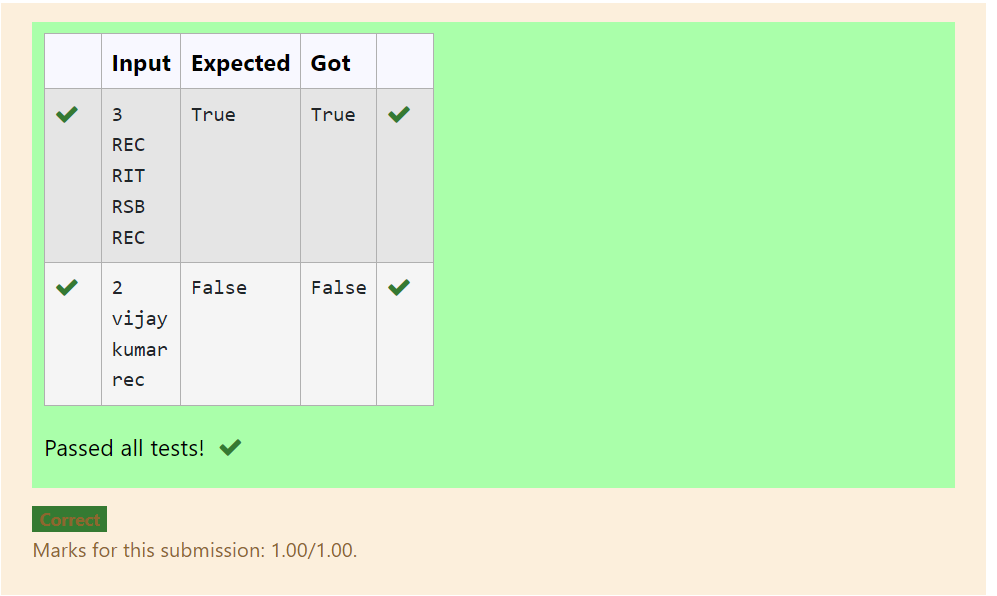 Input Expected Got
3 True True
REC
RIT
RSB
REC
2 False False
vijay
kumar
rec
Passed all tests!
Correct
Marks for this submission: 1.00/1.00.